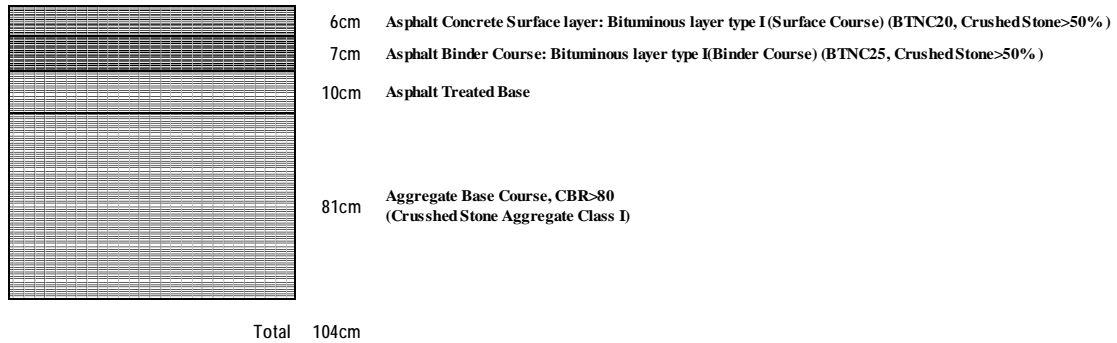 6cm Asphalt Concrete Surface layer: Bituminous layer type I (Surface Course) (BTNC20, Crushed Stone>50% )
7cm Asphalt Binder Course: Bituminous layer type I(Binder Course) (BTNC25, Crushed Stone>50% )
10cm Asphalt Treated Base
81cm Aggregate Base Course, CBR>80
(Crusshed Stone Aggregate Class I)
Total 104cm